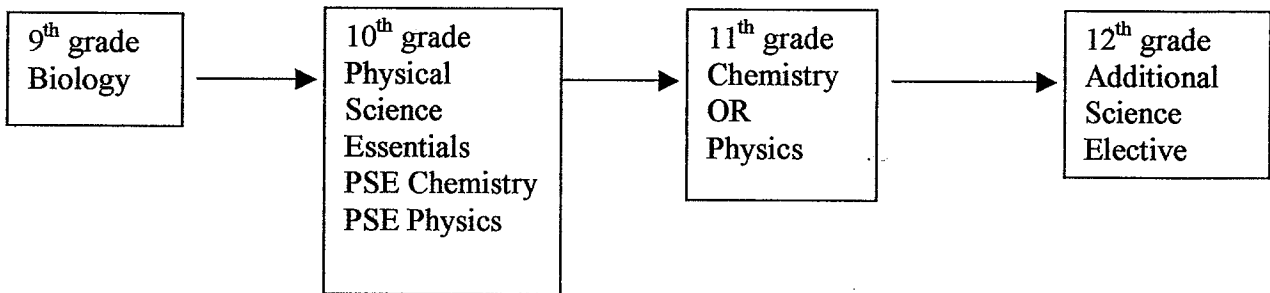 9th grade
Biology
10th grade
Physical
Science
Essentials
PSE Chemistry
PSE Physics
11th grade
Chemistry
OR
Physics
12th grade
Additional
Science
Elective